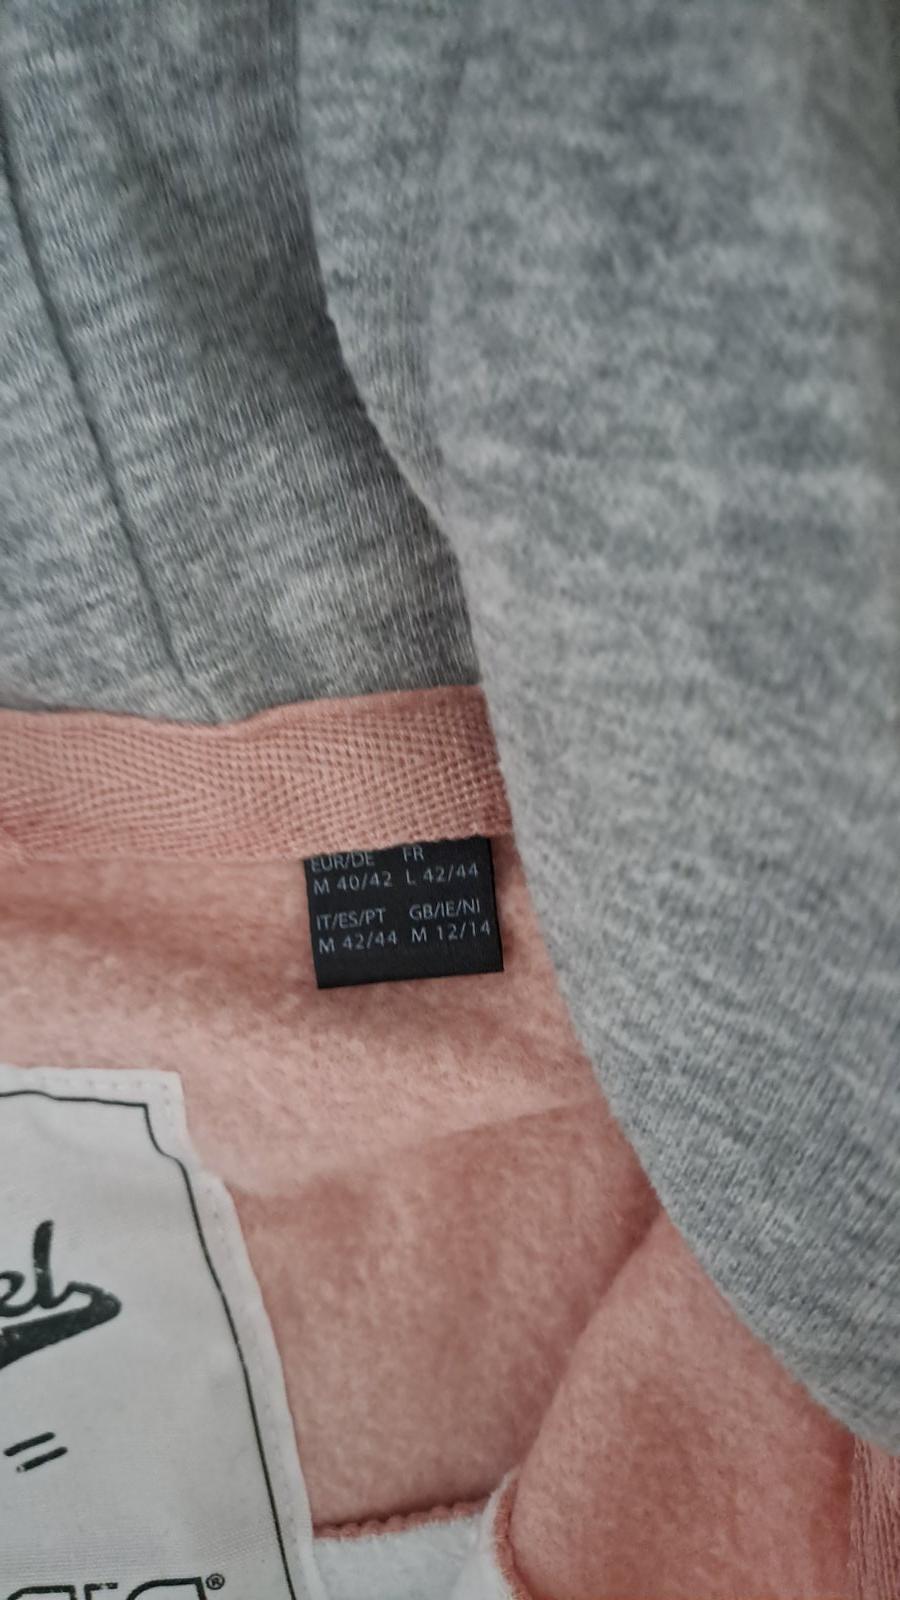 EUR/DE FR
M 40/42 L 42/44
IT/ES/PT GB/IE/NI
M 42/44 M 12/14
®